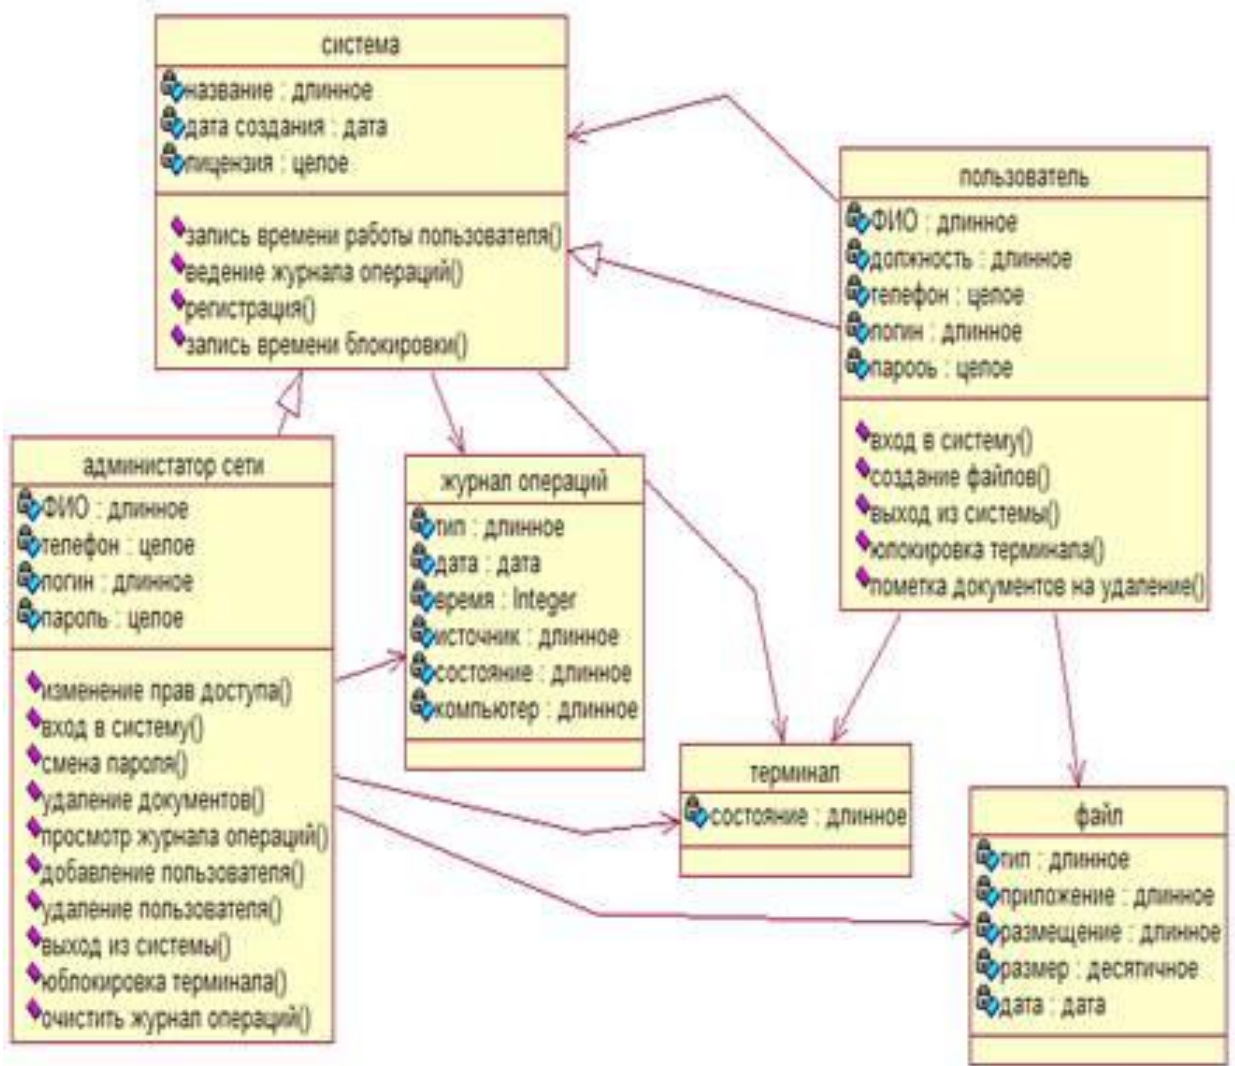 система
название : длинное
дата создания : дата
лицензия : целое
запись времени работы пользователя()
ведение журнала операций()
регистрация()
запись времени блокировки()
пользователь
ФИО : длинное
должность : длинное
телефон : целое
логин : длинное
парооь : целое
вход в систему()
создание файлов()
выход из системы()
юлокировка терминала()
пометка документов на удаление()
администатор сети
ФИО : длинное
телефон : целое
логин : длинное
пароль : целое
изменение прав доступа()
вход в систему()
смена пароля()
удаление документов()
просмотр журнала операций()
добавление пользователя()
удаление пользователя()
выход из системы()
юблокировка терминала()
очистить журнал операций()
журнал операций
тип : длинное
дата : дата
время : Integer
источник : длинное
состояние : длинное
компьютер : длинное
терминал
состояние : длинное
файл
тип : длинное
приложение : длинное
размещение : длинное
размер : десятичное
дата : дата